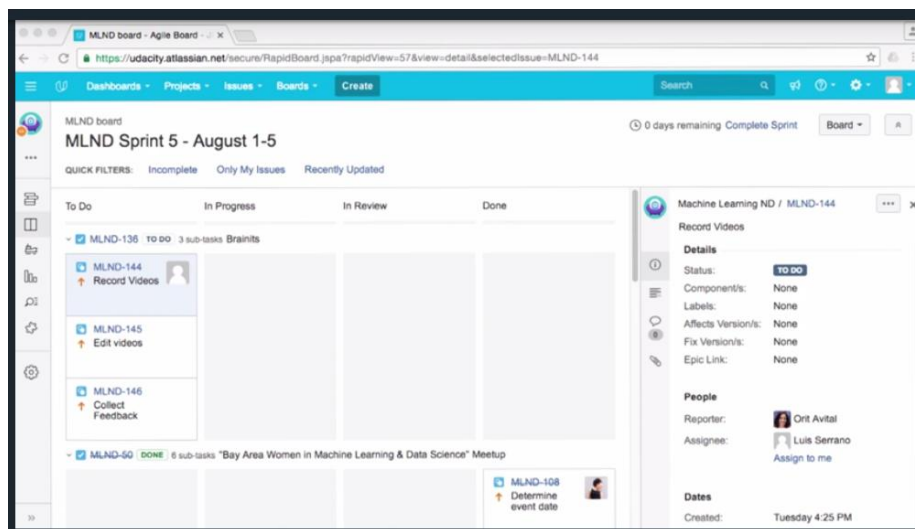 MLND board - Agile Board - J
https://udacity.atlassian.net/secure/RapidBoard.jspa?rapidView=57&view=detail&selectedIssue=MLND-144
Dashboards Projects Issues Boards Create Search
MLND board
MLND Sprint 5 - August 1-5
0 days remaining Complete Sprint Board
QUICK FILTERS: Incomplete Only My Issues Recently Updated
To Do In Progress In Review Done
MLND-136 TO DO 3 sub-tasks Brainits
MLND-144
Record Videos
MLND-145
Edit videos
MLND-146
Collect
Feedback
MLND-50 DONE 6 sub-tasks "Bay Area Women in Machine Learning & Data Science" Meetup
MLND-108
Determine
event date
Machine Learning ND / MLND-144
Record Videos
Details
Status: TO DO
Component/s: None
Labels: None
Affects Version/s: None
Fix Version/s: None
Epic Link: None
0
People
Reporter: Orit Avital
Assignee: Luis Serrano
Assign to me
Dates
Created: Tuesday 4:25 PM